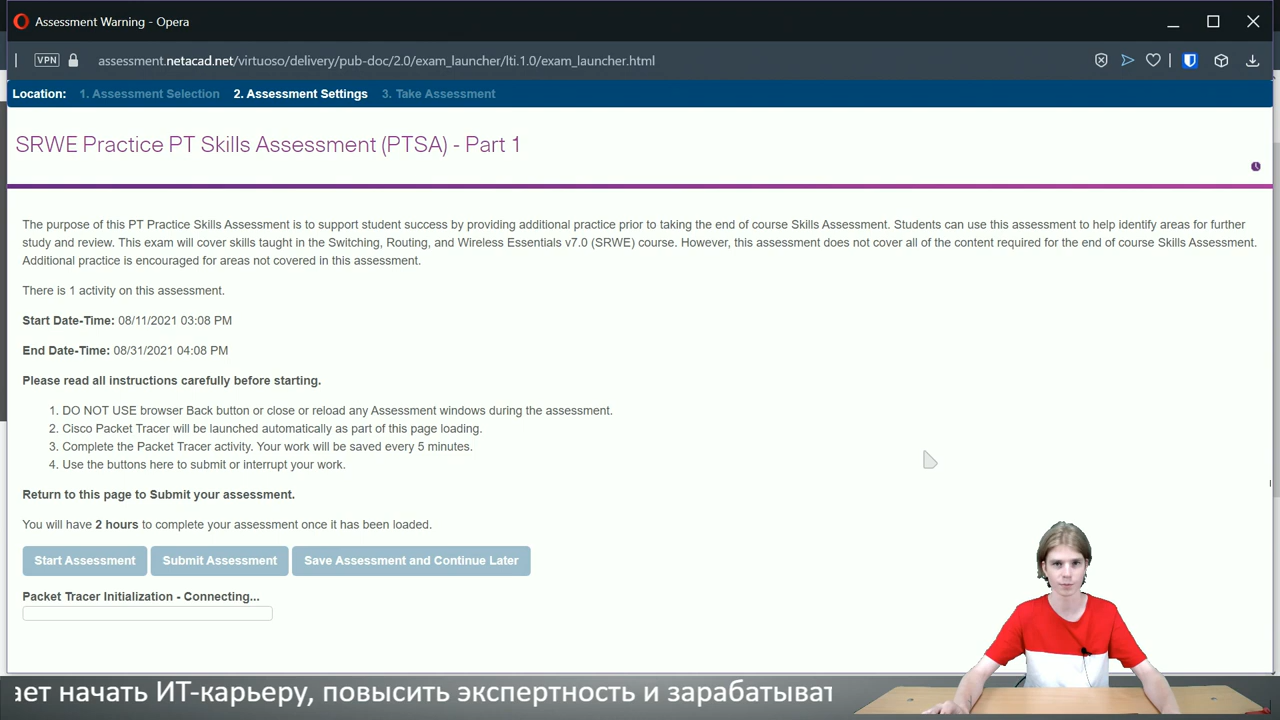 Assessment Warning - Opera
VPN
assessment.netacad.net/virtuoso/delivery/pub-doc/2.0/exam_launcher/lti.1.0/exam_launcher.html
Location: 1. Assessment Selection 2. Assessment Settings 3. Take Assessment
SRWE Practice PT Skills Assessment (PTSA) - Part 1
The purpose of this PT Practice Skills Assessment is to support student success by providing additional practice prior to taking the end of course Skills Assessment. Students can use this assessment to help identify areas for further
study and review. This exam will cover skills taught in the Switching, Routing, and Wireless Essentials v7.0 (SRWE) course. However, this assessment does not cover all of the content required for the end of course Skills Assessment.
Additional practice is encouraged for areas not covered in this assessment.
There is 1 activity on this assessment.
Start Date-Time: 08/11/2021 03:08 PM
End Date-Time: 08/31/2021 04:08 PM
Please read all instructions carefully before starting.
1. DO NOT USE browser Back button or close or reload any Assessment windows during the assessment.
2. Cisco Packet Tracer will be launched automatically as part of this page loading.
3. Complete the Packet Tracer activity. Your work will be saved every 5 minutes.
4. Use the buttons here to submit or interrupt your work.
Return to this page to Submit your assessment.
You will have 2 hours to complete your assessment once it has been loaded.
Start Assessment Submit Assessment Save Assessment and Continue Later
Packet Tracer Initialization - Connecting...
ает начать ИТ-карьеру, повысить экспертность и зарабатыват